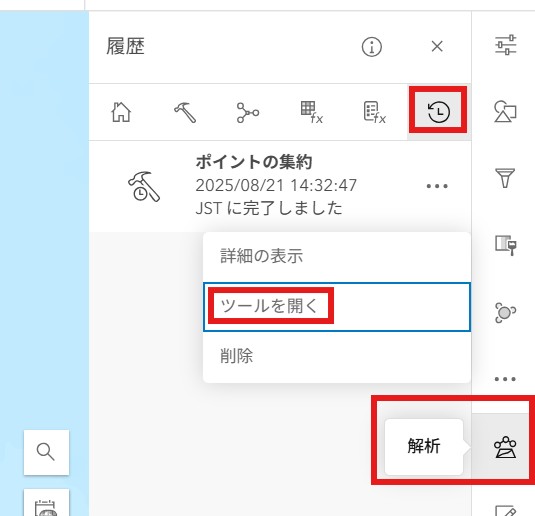 履歴
fx
fx
ポイントの集約
2025/08/21 14:32:47
JST に完了しました
詳細の表示
ツールを開く
削除
解析